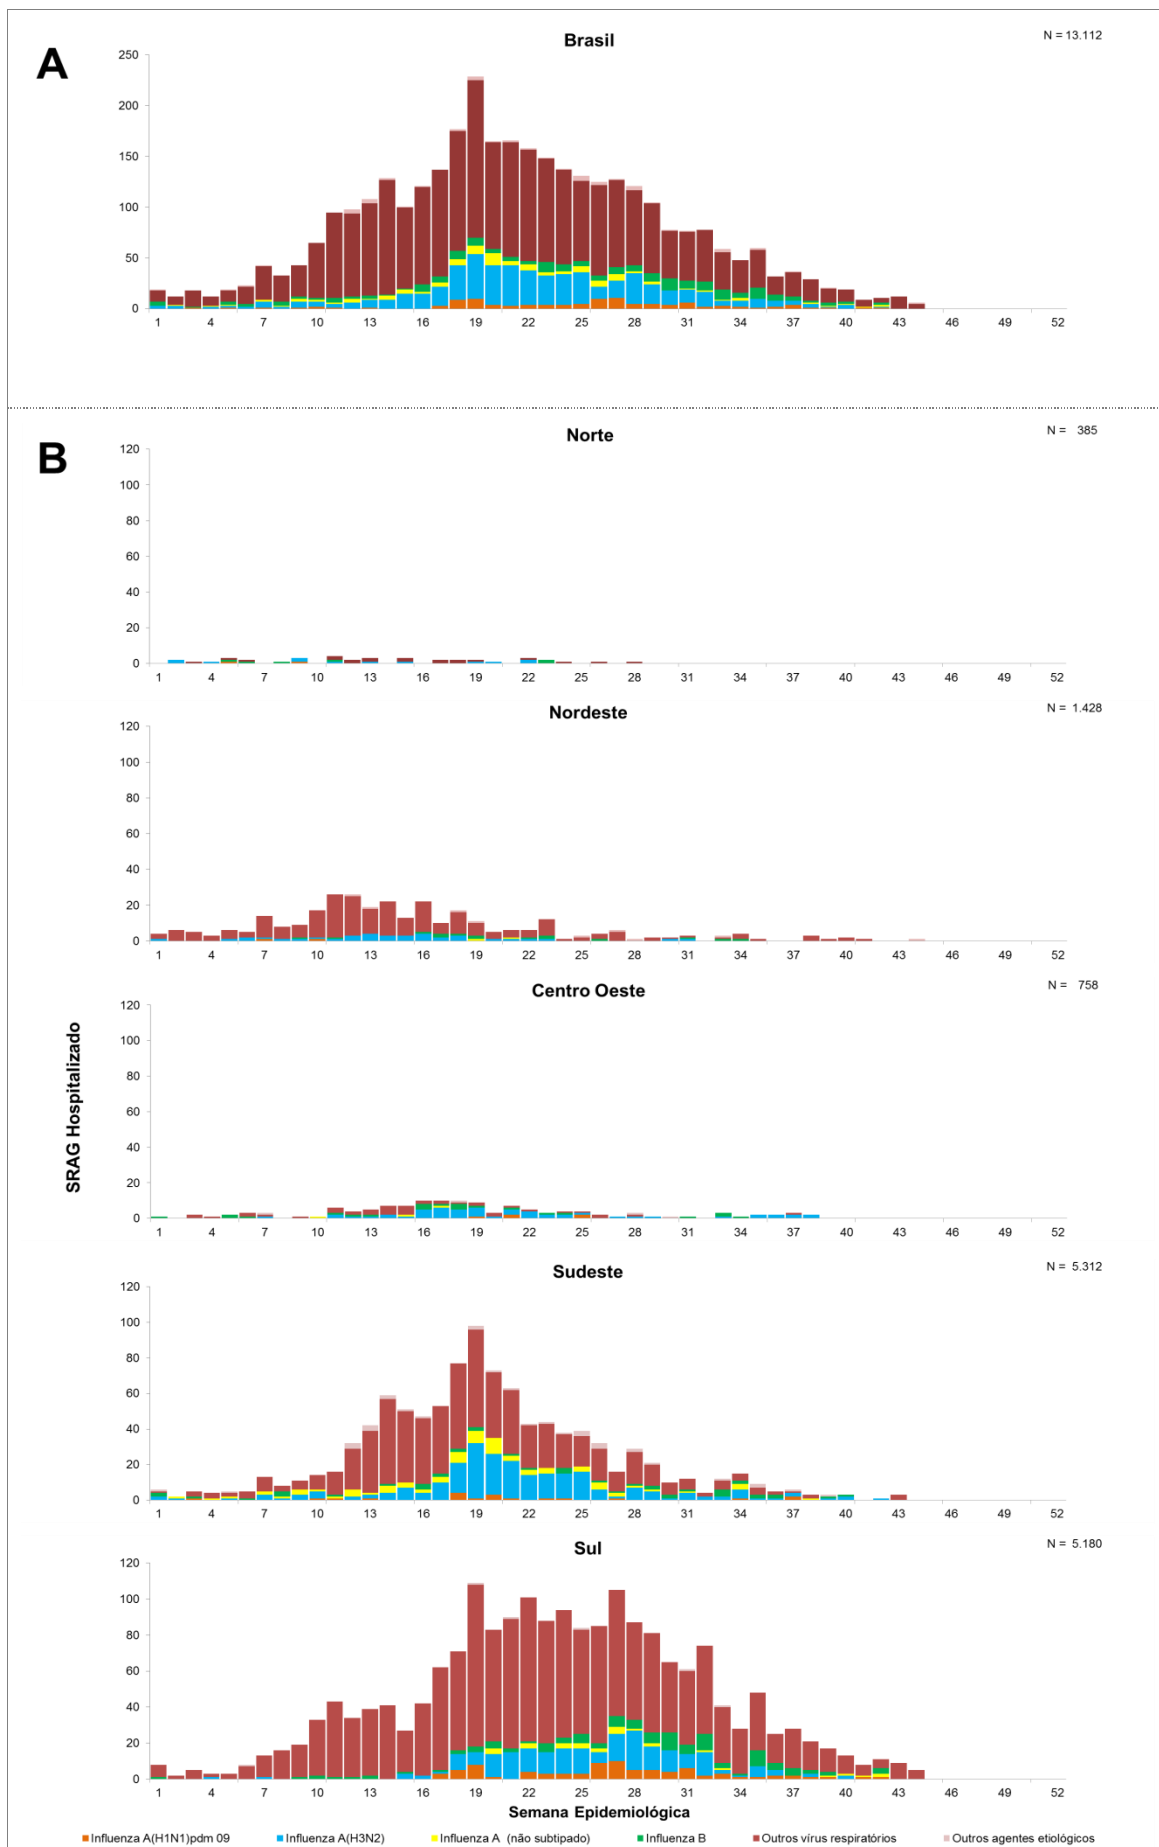 A
Brasil
N = 13.112
250
200
150
100
50
0
1 4 7 10 13 16 19 22 25 28 31 34 37 40 43 46 49 52
B
Norte
N = 385
120
100
80
60
40
20
0
1 4 7 10 13 16 19 22 25 28 31 34 37 40 43 46 49 52
Nordeste
N = 1.428
120
100
80
60
40
20
0
1 4 7 10 13 16 19 22 25 28 31 34 37 40 43 46 49 52
Centro Oeste
N = 758
120
100
80
60
40
20
0
1 4 7 10 13 16 19 22 25 28 31 34 37 40 43 46 49 52
SRAG Hospitalizado
Sudeste
N = 5.312
120
100
80
60
40
20
0
1 4 7 10 13 16 19 22 25 28 31 34 37 40 43 46 49 52
Sul
N = 5.180
120
100
80
60
40
20
0
1 4 7 10 13 16 19 22 25 28 31 34 37 40 43 46 49 52
Semana Epidemiológica
Influenza A(H1N1)pdm 09 Influenza A(H3N2) Influenza A (não subtipado) Influenza B Outros vírus respiratórios Outros agentes etiológicos